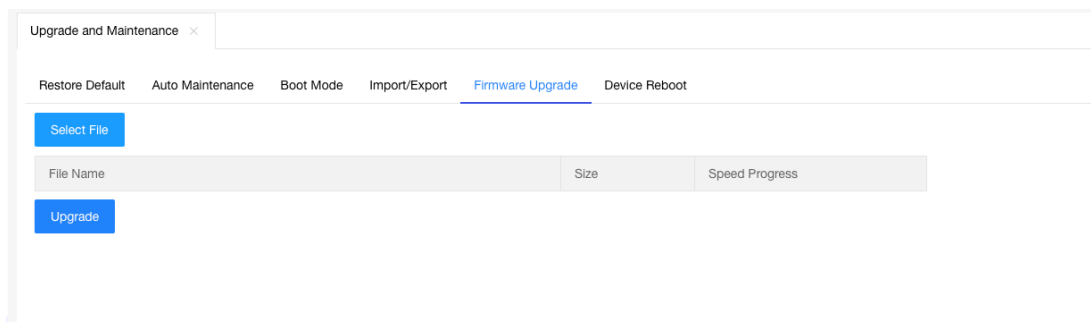 Upgrade and Maintenance ×
Restore Default Auto Maintenance Boot Mode Import/Export Firmware Upgrade Device Reboot
Select File
File Name Size Speed Progress
Upgrade